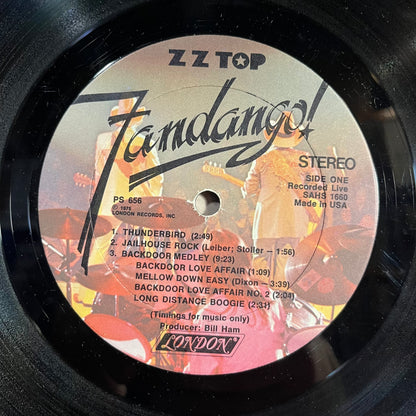 ZZ TOP
Fandango!
STEREO
PS 656
SIDE ONE
Recorded Live
SAHS 1660
Made in USA
℗ 1975
LONDON RECORDS, INC.
1. THUNDERBIRD (2:49)
2. JAILHOUSE ROCK (Leiber; Stoller – 1:56)
3. BACKDOOR MEDLEY (9:23)
BACKDOOR LOVE AFFAIR (1:09)
MELLOW DOWN EASY (Dixon – 3:39)
BACKDOOR LOVE AFFAIR NO. 2 (2:04)
LONG DISTANCE BOOGIE (2:31)
(Timings for music only)
Producer: Bill Ham
LONDON®